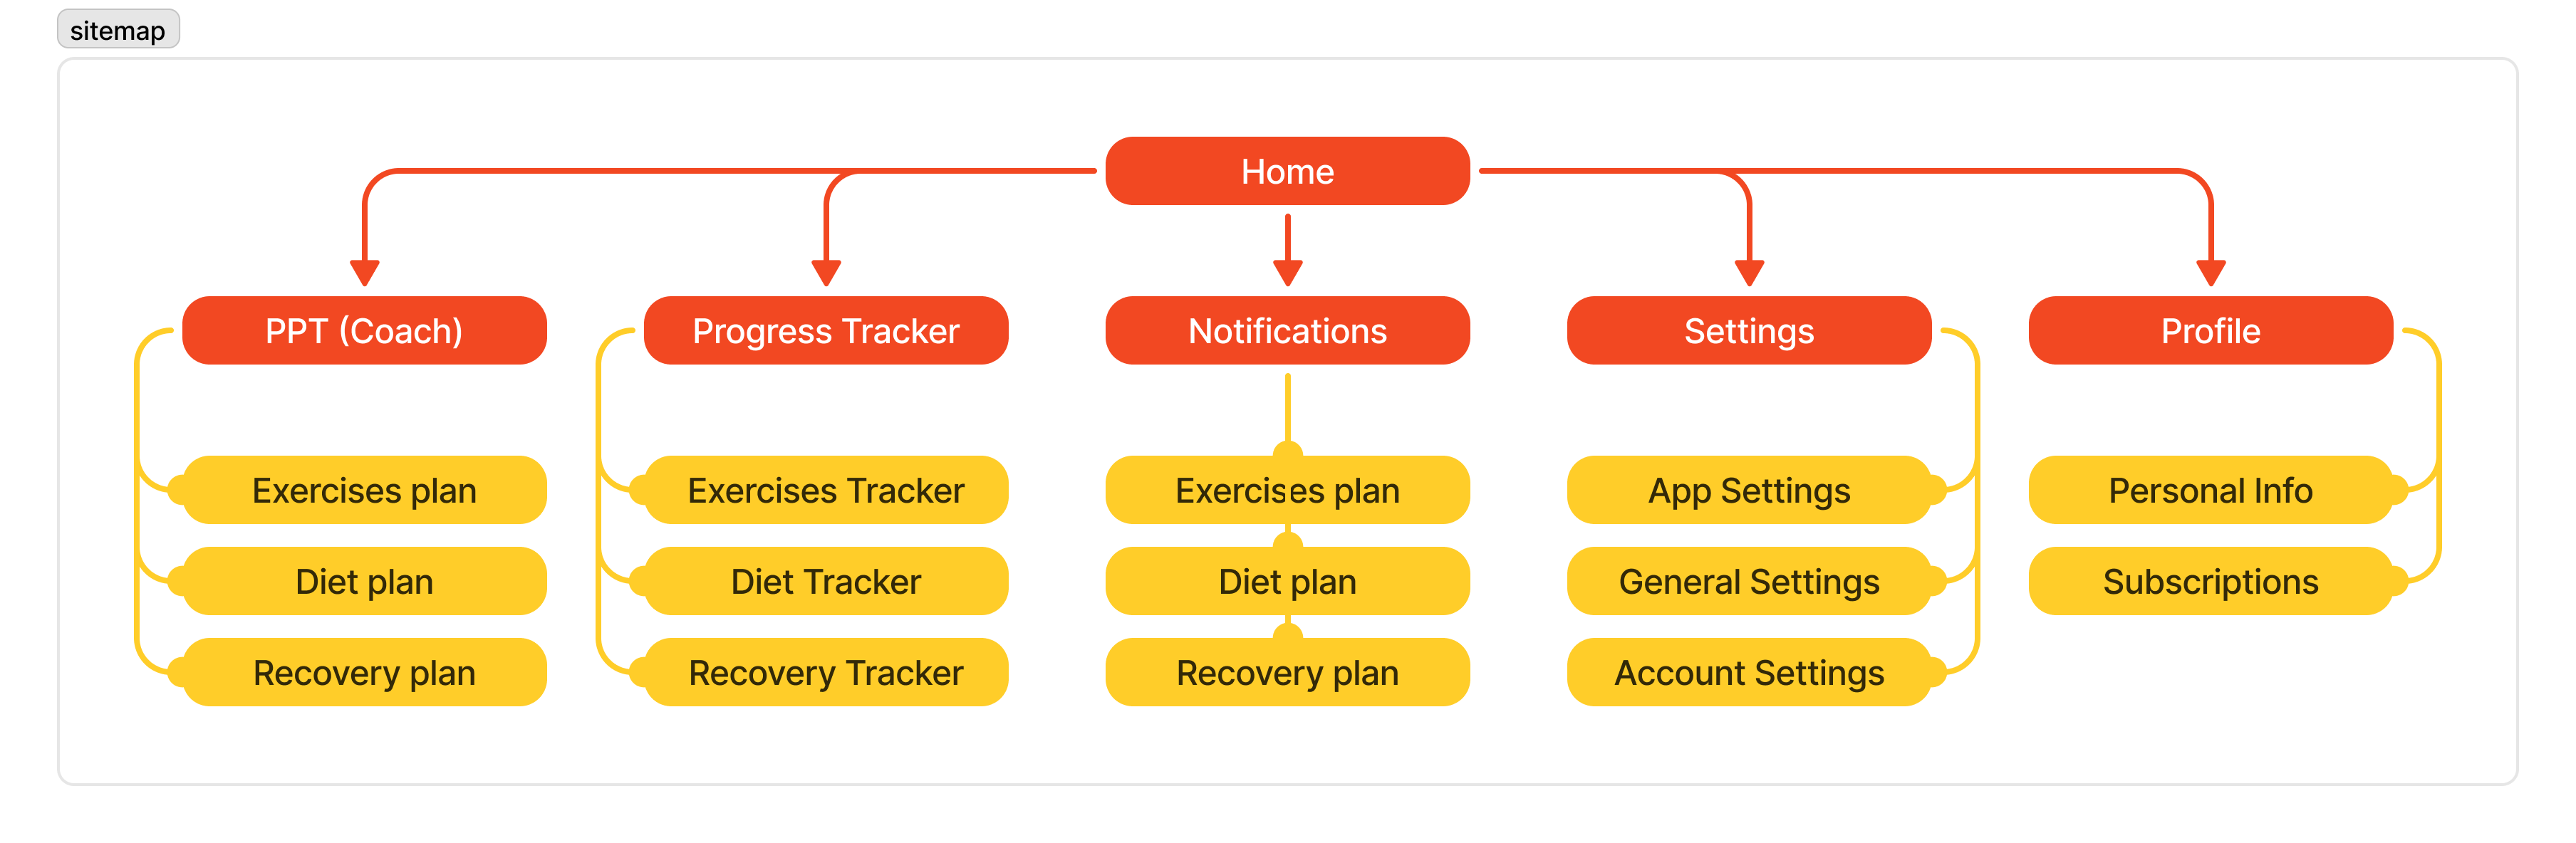 sitemap
Home
PPT (Coach)
Progress Tracker
Notifications
Settings
Profile
Exercises plan
Exercises Tracker
Exercises plan
App Settings
Personal Info
Diet plan
Diet Tracker
Diet plan
General Settings
Subscriptions
Recovery plan
Recovery Tracker
Recovery plan
Account Settings